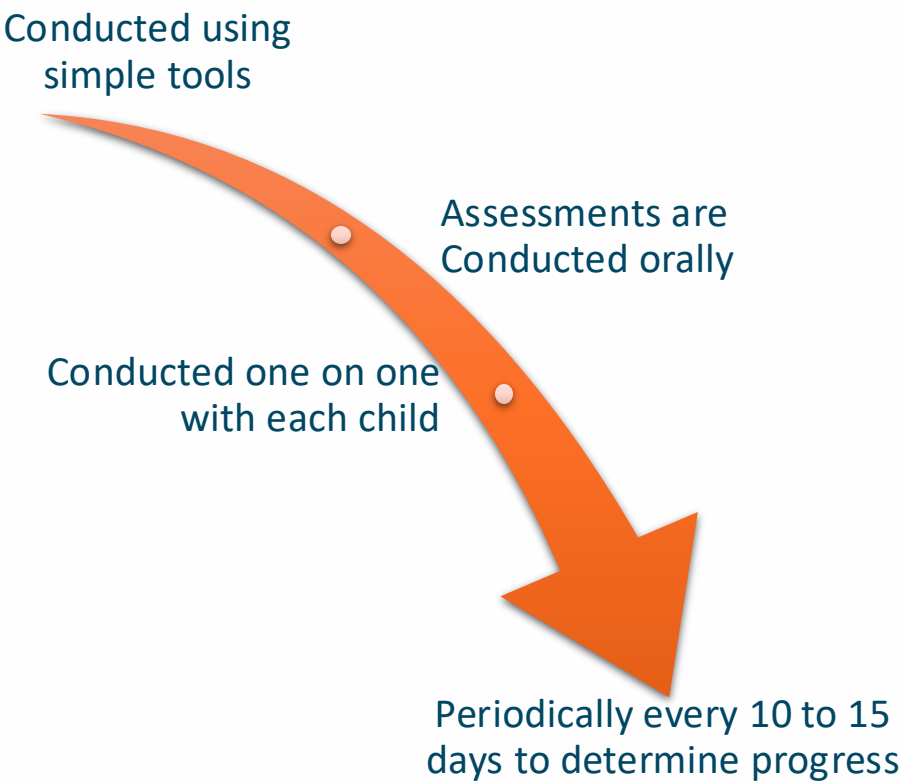 Conducted using
simple tools
Assessments are
Conducted orally
Conducted one on one
with each child
Periodically every 10 to 15
days to determine progress